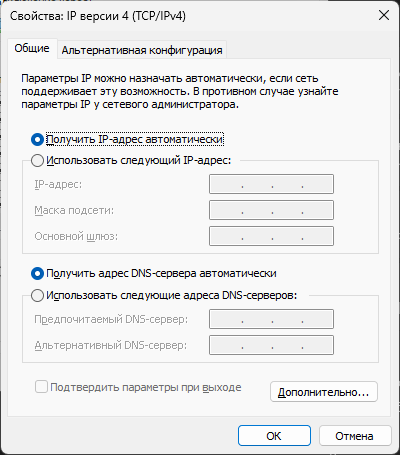 Свойства: IP версии 4 (TCP/IPv4)
Общие
Альтернативная конфигурация
Параметры IP можно назначать автоматически, если сеть
поддерживает эту возможность. В противном случае узнайте
параметры IP у сетевого администратора.
Получить IP-адрес автоматически
Использовать следующий IP-адрес:
IP-адрес:
Маска подсети:
Основной шлюз:
Получить адрес DNS-сервера автоматически
Использовать следующие адреса DNS-серверов:
Предпочитаемый DNS-сервер:
Альтернативный DNS-сервер:
Подтвердить параметры при выходе
Дополнительно...
ОК
Отмена